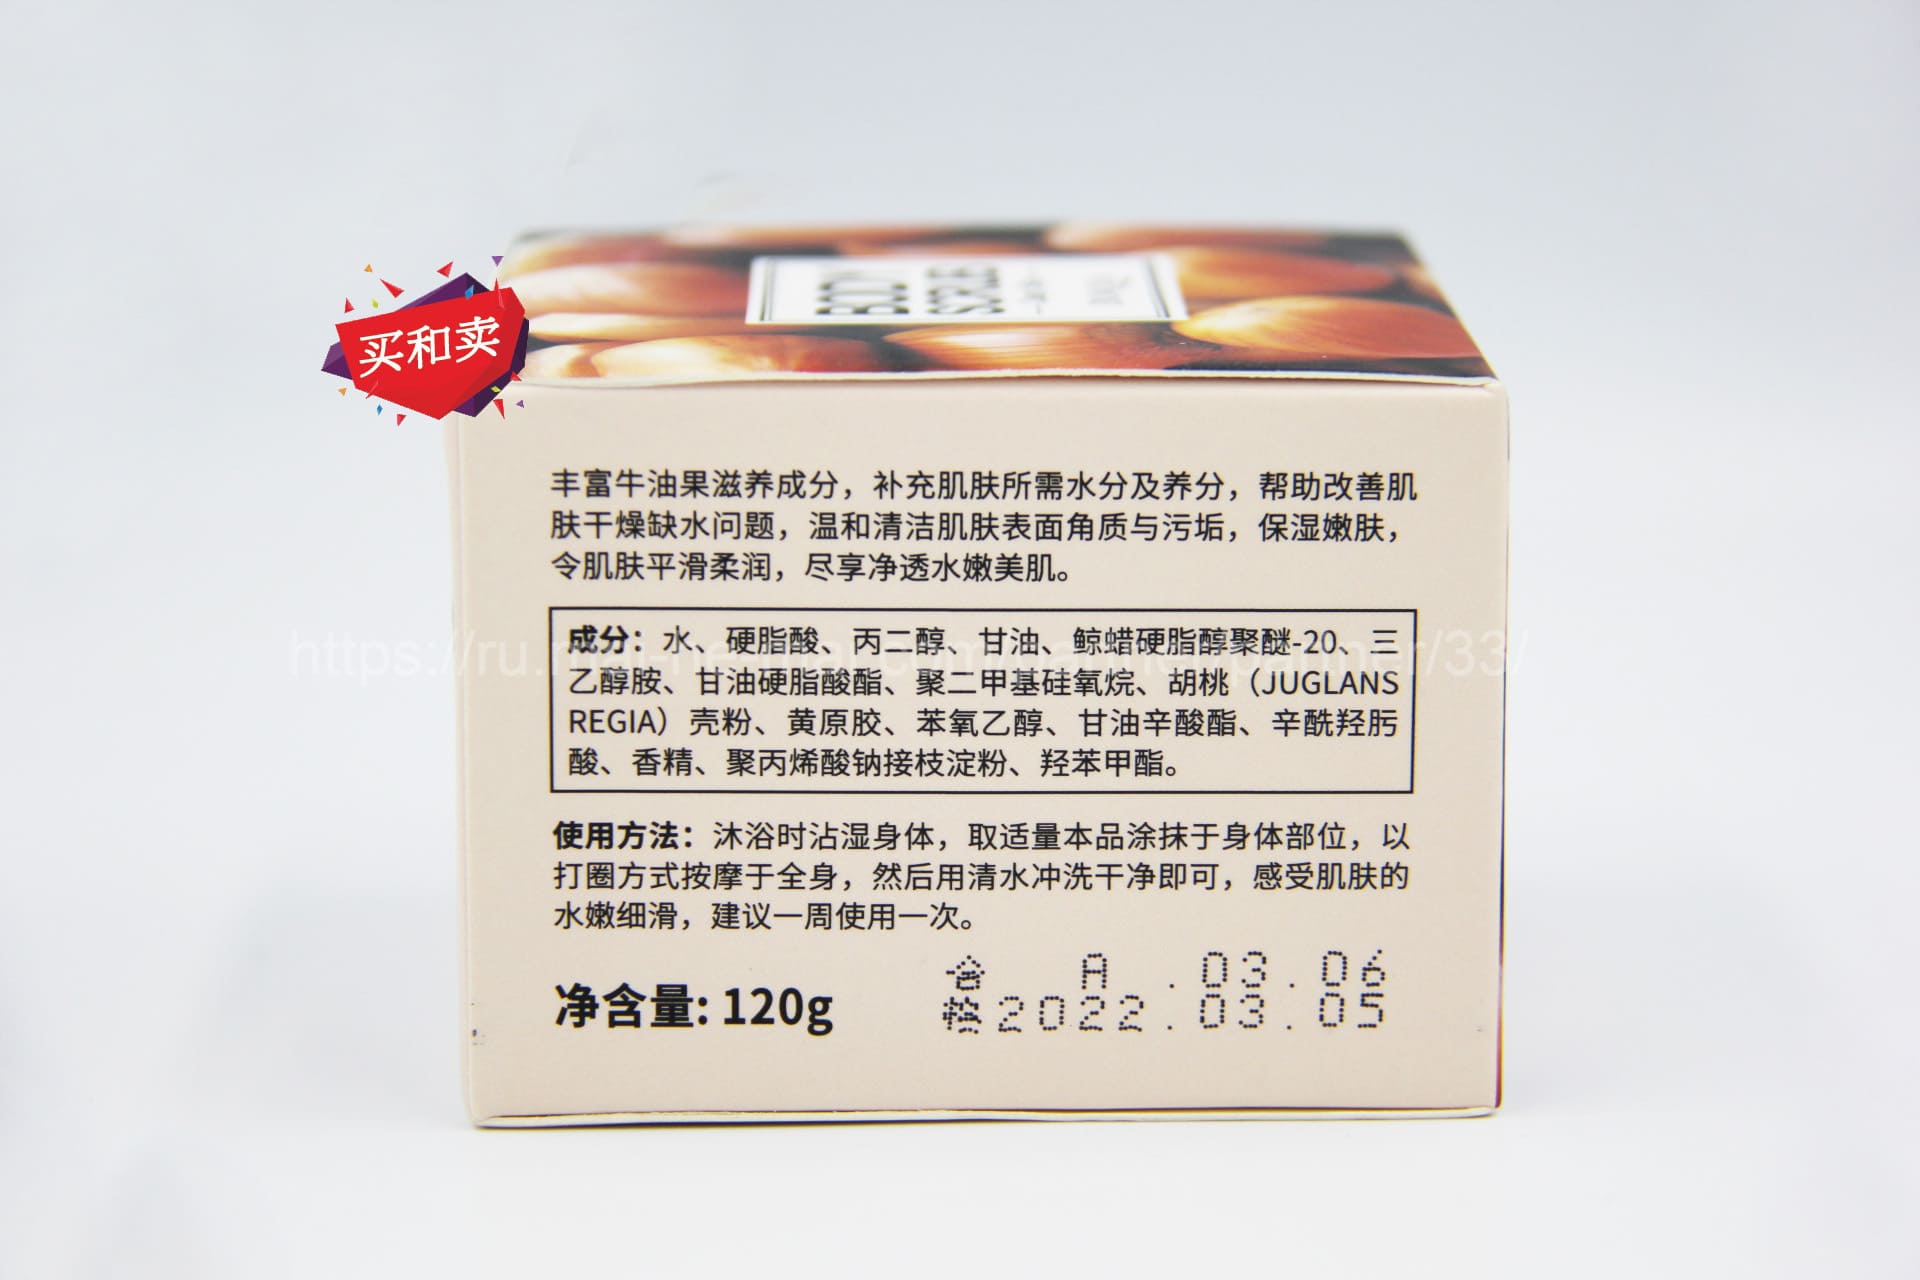 BODY
SCRUB
买和卖
丰富牛油果滋养成分，补充肌肤所需水分及养分，帮助改善肌
肤干燥缺水问题，温和清洁肌肤表面角质与污垢，保湿嫩肤，
令肌肤平滑柔润，尽享净透水嫩美肌。
成分：水、硬脂酸、丙二醇、甘油、鲸蜡硬脂醇聚醚-20、三
乙醇胺、甘油硬脂酸酯、聚二甲基硅氧烷、胡桃（JUGLANS
REGIA）壳粉、黄原胶、苯氧乙醇、甘油辛酸酯、辛酰羟肟
酸、香精、聚丙烯酸钠接枝淀粉、羟苯甲酯。
使用方法：沐浴时沾湿身体，取适量本品涂抹于身体部位，以
打圈方式按摩于全身，然后用清水冲洗干净即可，感受肌肤的
水嫩细滑，建议一周使用一次。
净含量: 120g
合 A .03.06
格2022.03.05